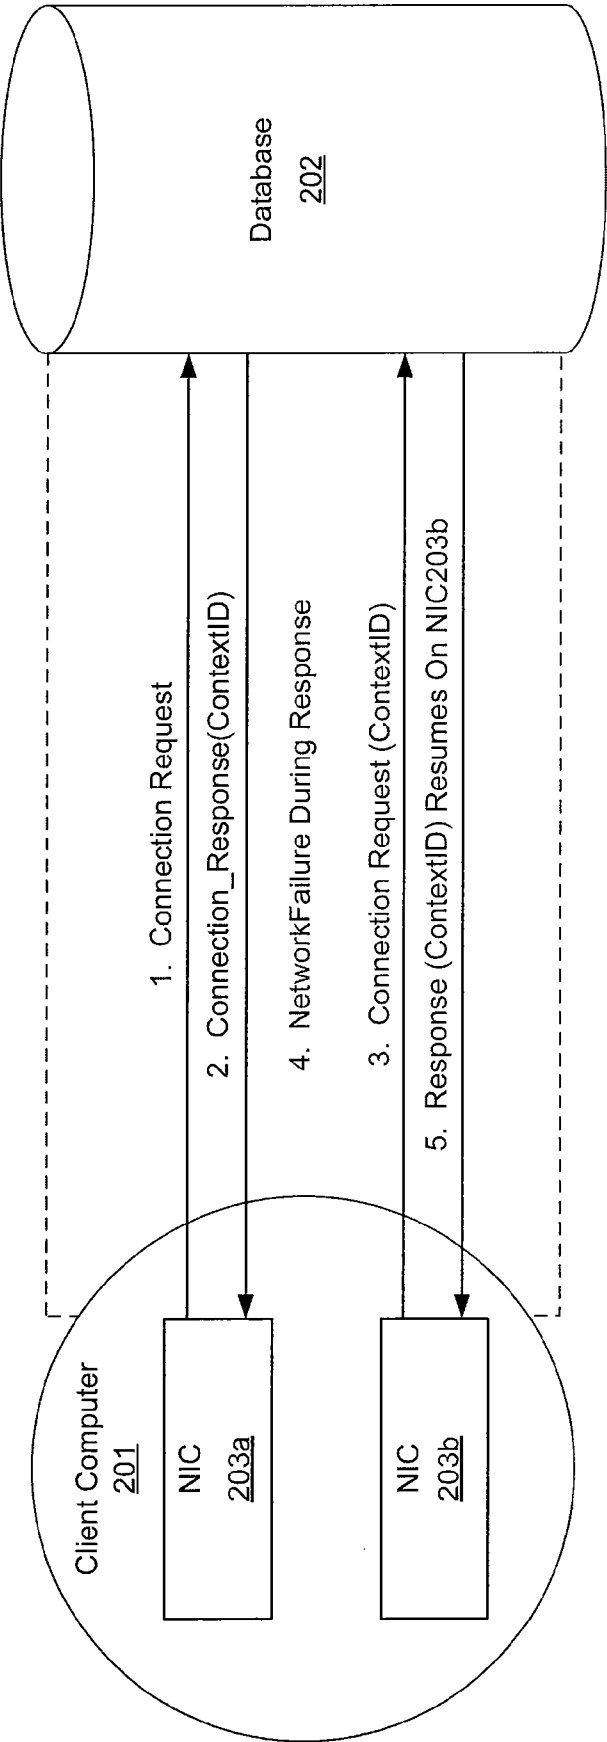 Client Computer
201
NIC
203a
NIC
203b
1. Connection Request
2. Connection_Response(ContextID)
4. NetworkFailure During Response
3. Connection Request (ContextID)
5. Response (ContextID) Resumes On NIC203b
Database
202